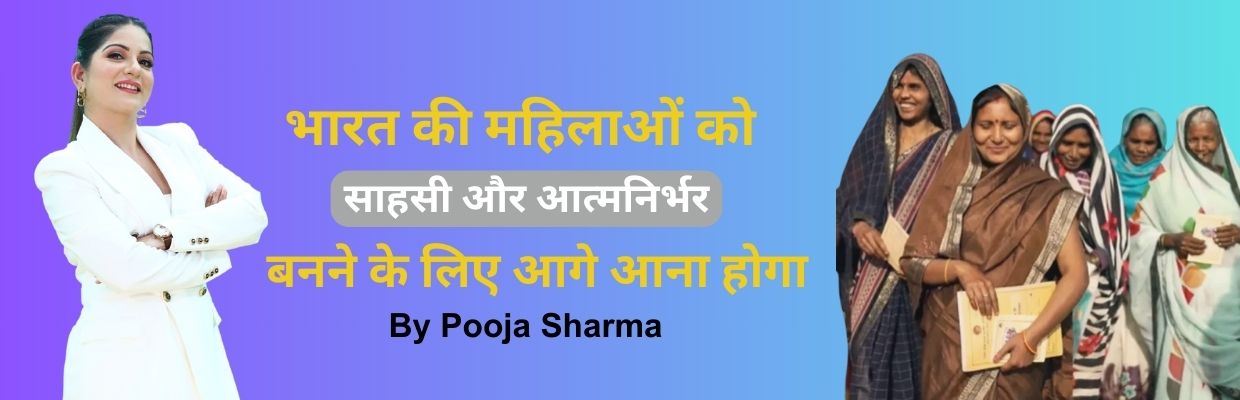 भारत की महिलाओं को
साहसी और आत्मनिर्भर
बनने के लिए आगे आना होगा
By Pooja Sharma